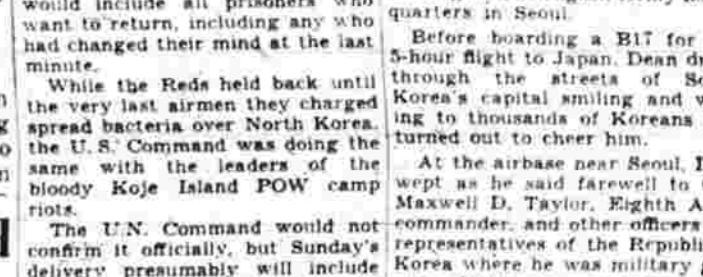 would include all prisoners who
want to return, including any who
had changed their mind at the last
minute.
While the Reds held back until
the very last airmen they charged
spread bacteria over North Korea,
the U. S. Command was doing the
same with the leaders of the
bloody Koje Island POW camp
riots.
The U.N. Command would not
confirm it officially, but Sunday's
delivery presumably will include
quarters in Seoul.
Before boarding a B17 for
5-hour flight to Japan, Dean
through the streets of
Korea's capital smiling and
ing to thousands of Koreans
turned out to cheer him.
At the airbase near Seoul,
wept as he said farewell to
Maxwell D. Taylor, Eighth A
commander, and other officers
representatives of the Republi
Korea where he was military